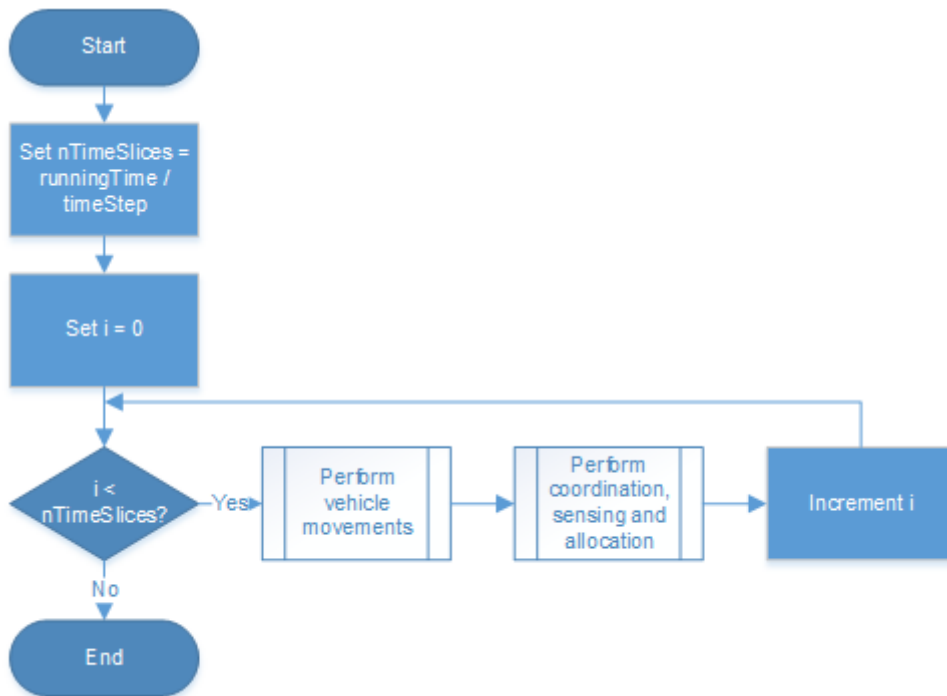 Start
Set nTimeSlices =
runningTime /
timeStep
Set i = 0
i <
nTimeSlices?
Yes
Perform
vehicle
movements
Perform
coordination,
sensing and
allocation
Increment i
No
End